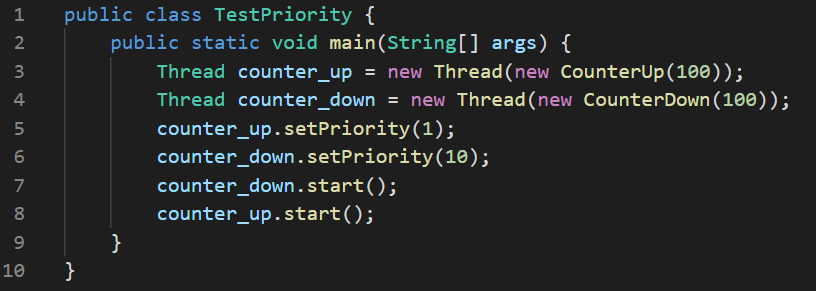 1 public class TestPriority {
2     public static void main(String[] args) {
3         Thread counter_up = new Thread(new CounterUp(100));
4         Thread counter_down = new Thread(new CounterDown(100));
5         counter_up.setPriority(1);
6         counter_down.setPriority(10);
7         counter_down.start();
8         counter_up.start();
9     }
10 }